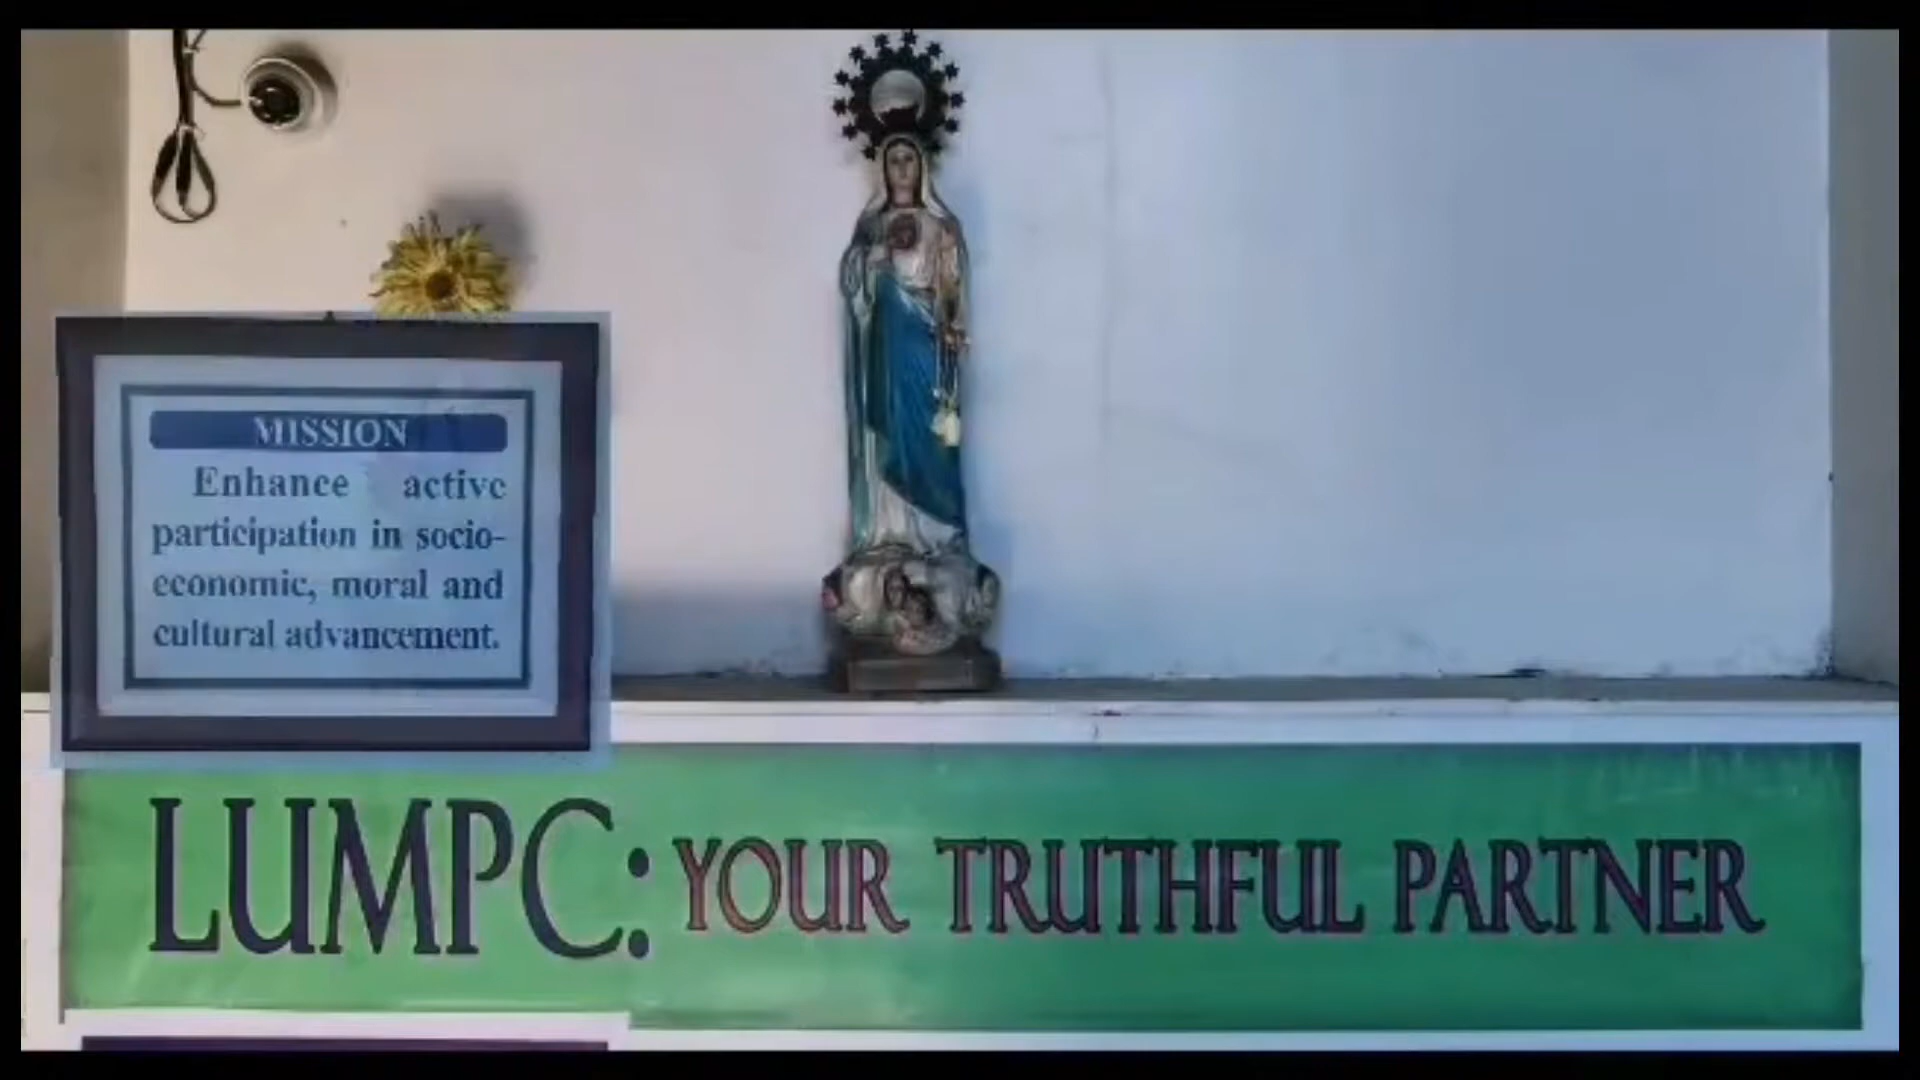 MISSION
Enhance active
participation in socio-
economic, moral and
cultural advancement.
LUMPC: YOUR TRUTHFUL PARTNER